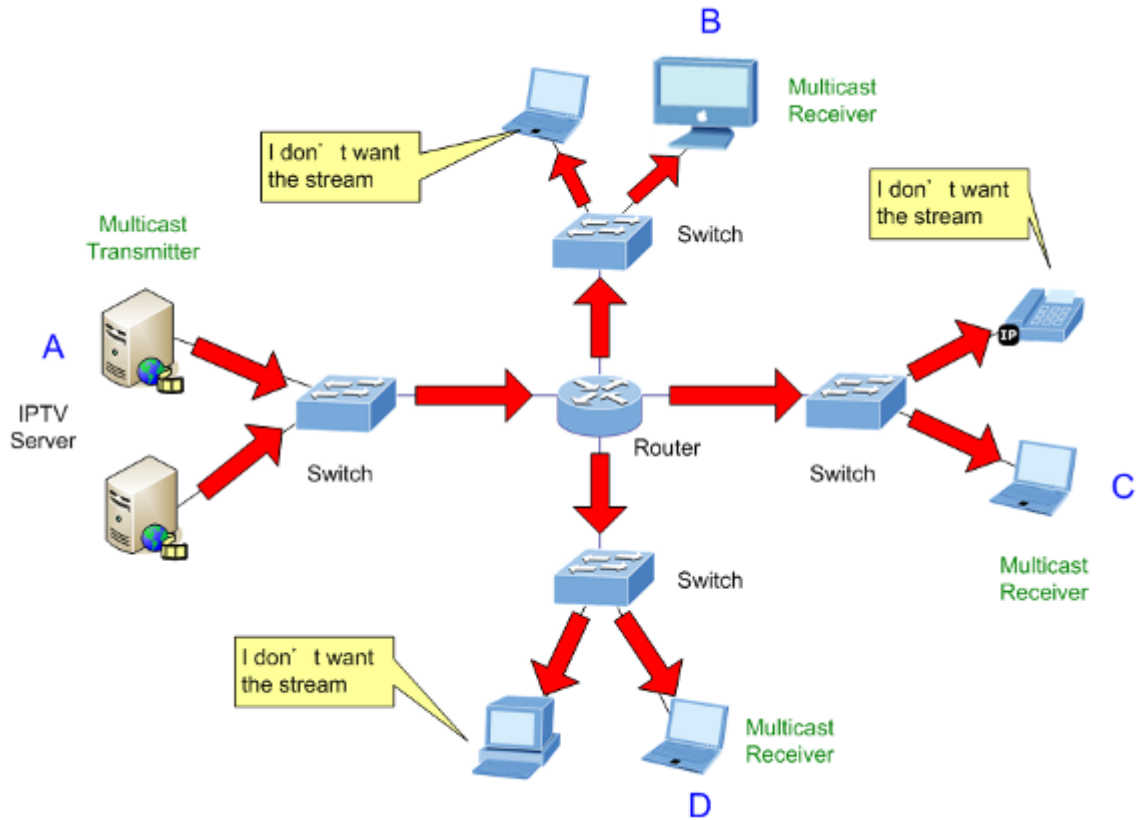 B
Multicast
Receiver
I don' t want
the stream
I don' t want
the stream
Switch
Multicast
Transmitter
A
IP
IPTV
Server
Switch
Router
Switch
C
Multicast
Receiver
Switch
I don' t want
the stream
Multicast
Receiver
D